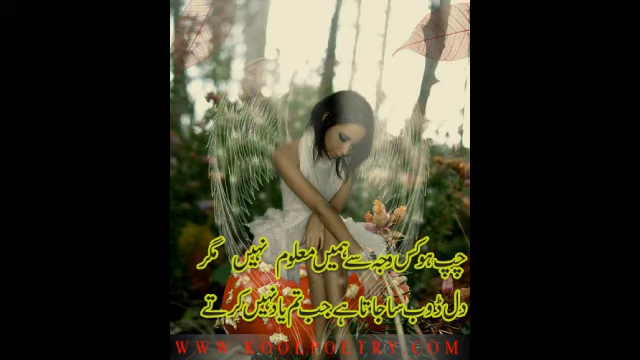 چپ ہو کس وجہ سے ہمیں معلوم نہیں مگر
دل ڈوب سا جاتا ہے جب تم یاد نہیں کرتے
WWW.KOOLPOETRY.COM